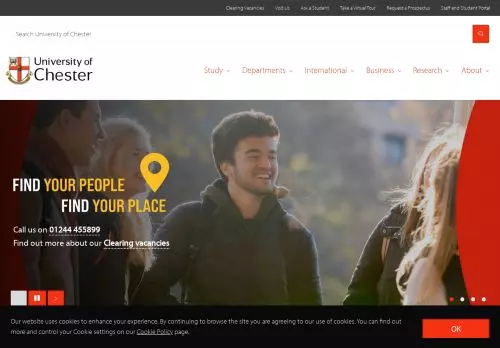 Clearing Vacancies Visit Us Ask a Student Take a Virtual Tour Request a Prospectus Staff and Student Portal
Search University of Chester
University of
Chester
Study Departments International Business Research About
FIND YOUR PEOPLE
FIND YOUR PLACE
Call us on 01244 455899
Find out more about our Clearing vacancies
Our website uses cookies to enhance your experience. By continuing to browse the site you are agreeing to our use of cookies. You can find out
more and control your Cookie settings on our Cookie Policy page.
OK